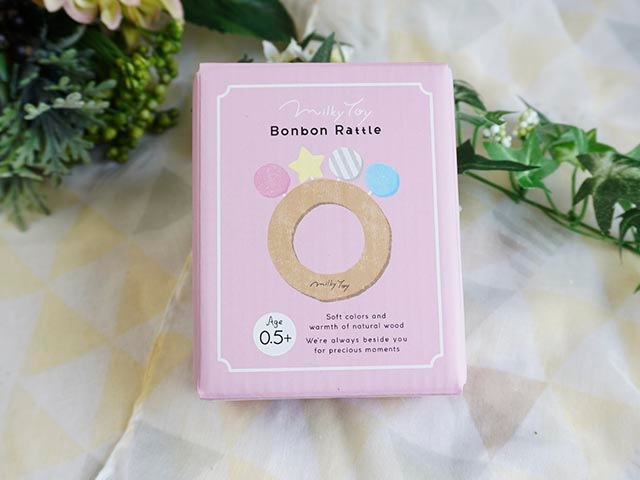 Milky Toy
Bonbon Rattle
Milky Toy
Age
0.5+
Soft colors and
warmth of natural wood
We're always beside you
for precious moments